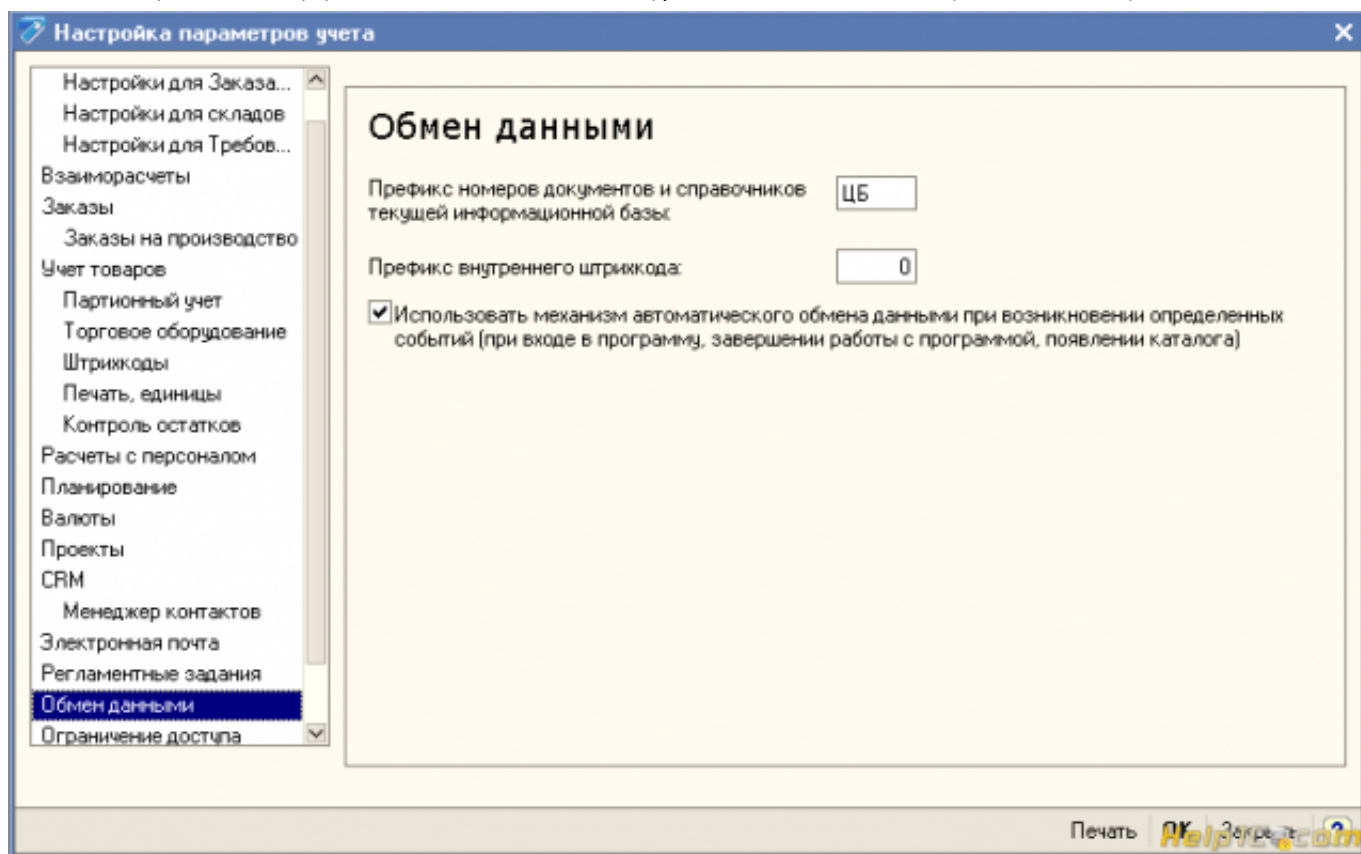 Настройка параметров учета
Настройки для Заказа...
Настройки для складов
Настройки для Требов...
Взаиморасчеты
Заказы
Заказы на производство
Учет товаров
Партионный учет
Торговое оборудование
Штрихкоды
Печать, единицы
Контроль остатков
Расчеты с персоналом
Планирование
Валюты
Проекты
CRM
Менеджер контактов
Электронная почта
Регламентные задания
Обмен данными
Ограничение доступа
Обмен данными
Префикс номеров документов и справочников
текущей информационной базы:
ЦБ
Префикс внутреннего штрихкода:
0
Использовать механизм автоматического обмена данными при возникновении определенных
событий (при входе в программу, завершении работы с программой, появлении каталога)
Печать OK Закрыть ?